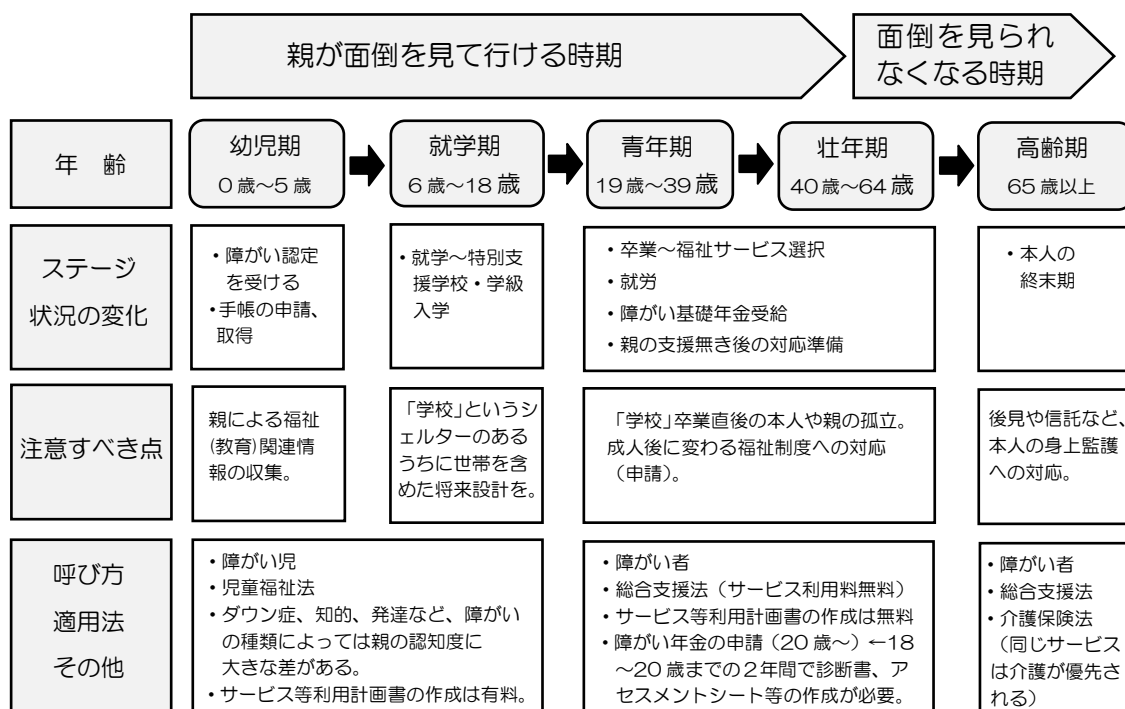 親が面倒を見て行ける時期
面倒を見られ
なくなる時期
年 齢
幼児期
0歳～5歳
就学期
6歳～18歳
青年期
19歳～39歳
壮年期
40歳～64歳
高齢期
65歳以上
ステージ
状況の変化
・障がい認定
を受ける
・手帳の申請、
取得
・就学～特別支
援学校・学級
入学
・卒業～福祉サービス選択
・就労
・障がい基礎年金受給
・親の支援無き後の対応準備
・本人の
終末期
注意すべき点
親による福祉
(教育)関連情
報の収集。
「学校」というシ
ェルターのある
うちに世帯を含
めた将来設計を。
「学校」卒業直後の本人や親の孤立。
成人後に変わる福祉制度への対応
（申請）。
後見や信託など、
本人の身上監護
への対応。
呼び方
適用法
その他
・障がい児
・児童福祉法
・ダウン症、知的、発達など、障がい
の種類によっては親の認知度に
大きな差がある。
・サービス等利用計画書の作成は有料。
・障がい者
・総合支援法（サービス利用料無料）
・サービス等利用計画書の作成は無料
・障がい年金の申請（20歳～）←18
～20歳までの2年間で診断書、ア
セスメントシート等の作成が必要。
・障がい者
・総合支援法
・介護保険法
（同じサービス
は介護が優先さ
れる）